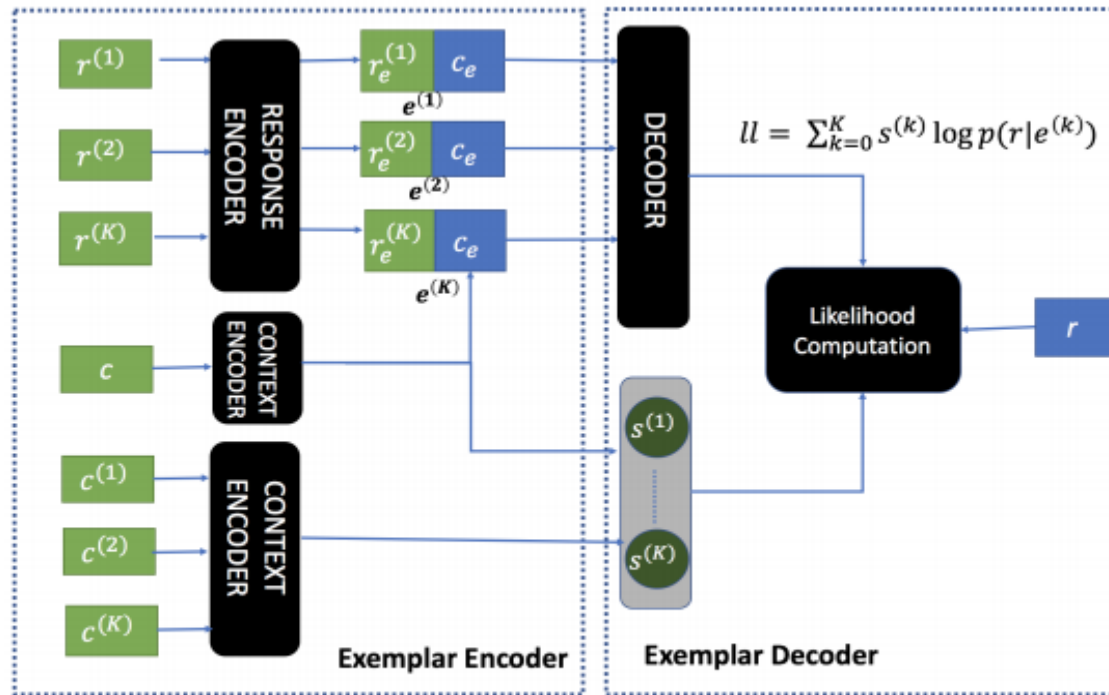 r^(1)
r^(2)
r^(K)
RESPONSE
ENCODER
r_e^(1) c_e
e^(1)
r_e^(2) c_e
e^(2)
r_e^(K) c_e
e^(K)
c
CONTEXT
ENCODER
c^(1)
c^(2)
c^(K)
CONTEXT
ENCODER
Exemplar Encoder
DECODER
ll = ∑_{k=0}^{K} s^(k) log p(r|e^(k))
Likelihood
Computation
r
s^(1)
s^(K)
Exemplar Decoder